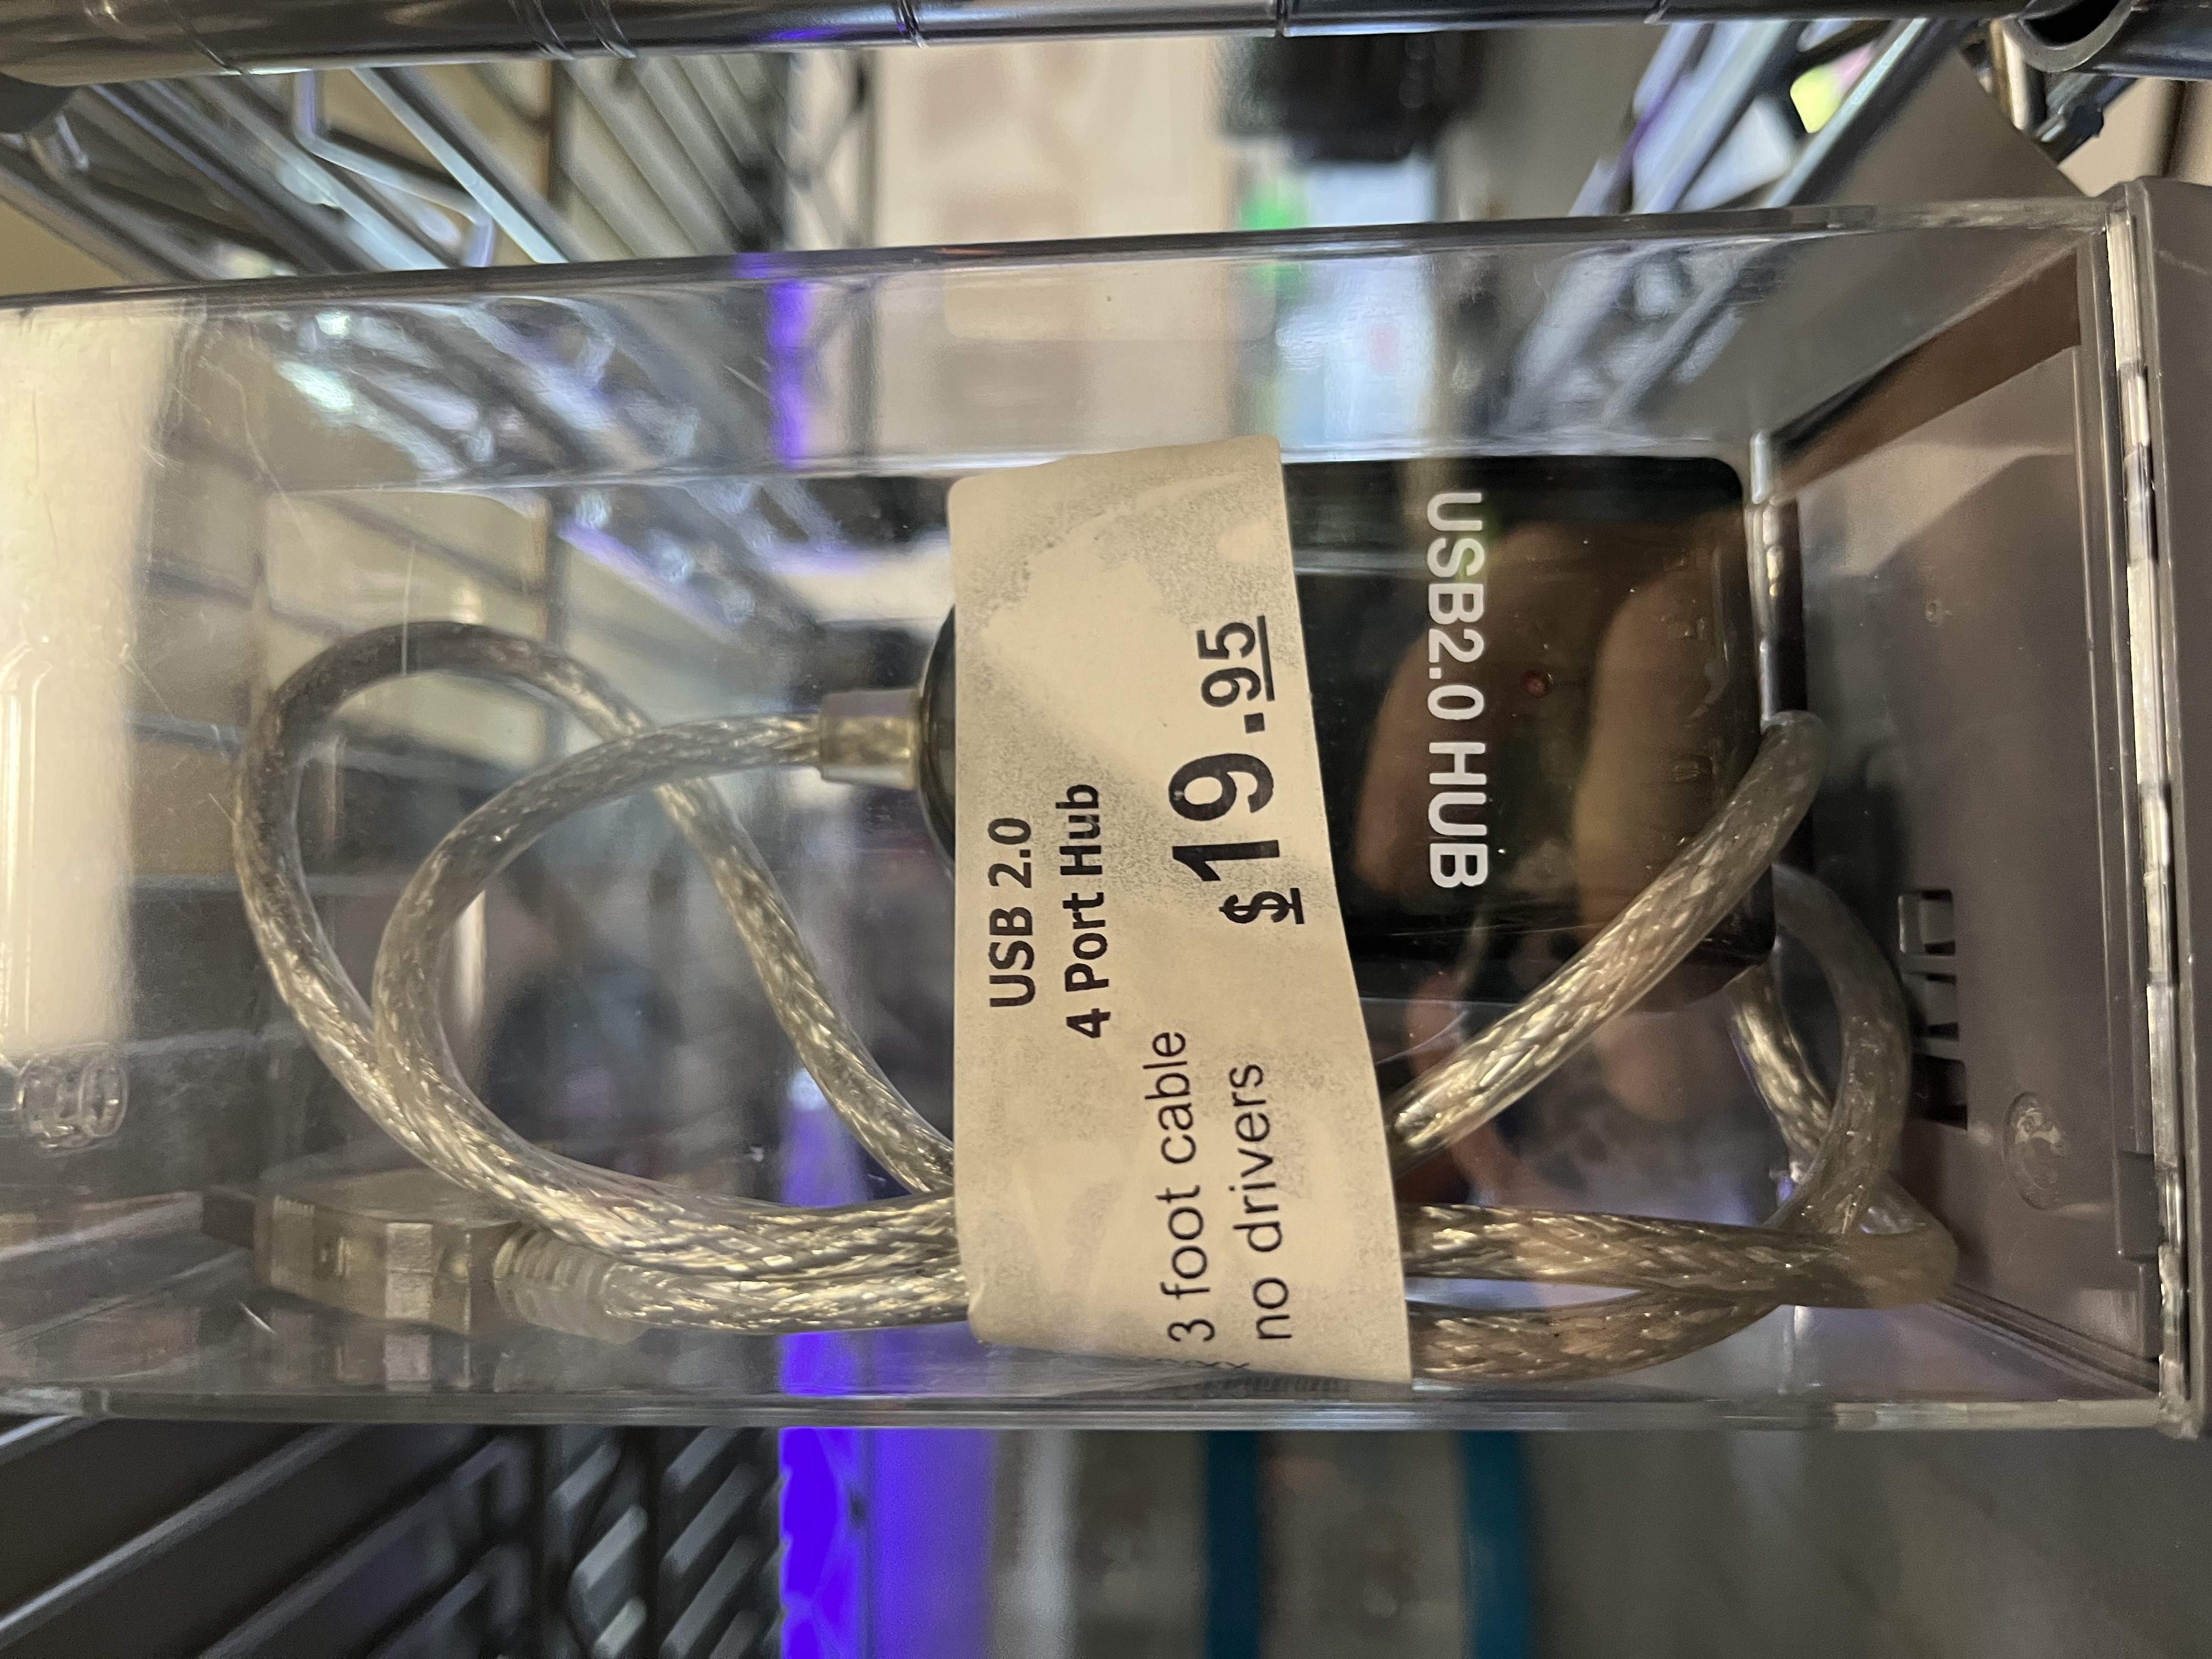 USB 2.0
4 Port Hub
3 foot cable
no drivers
$19.95
USB2.0 HUB